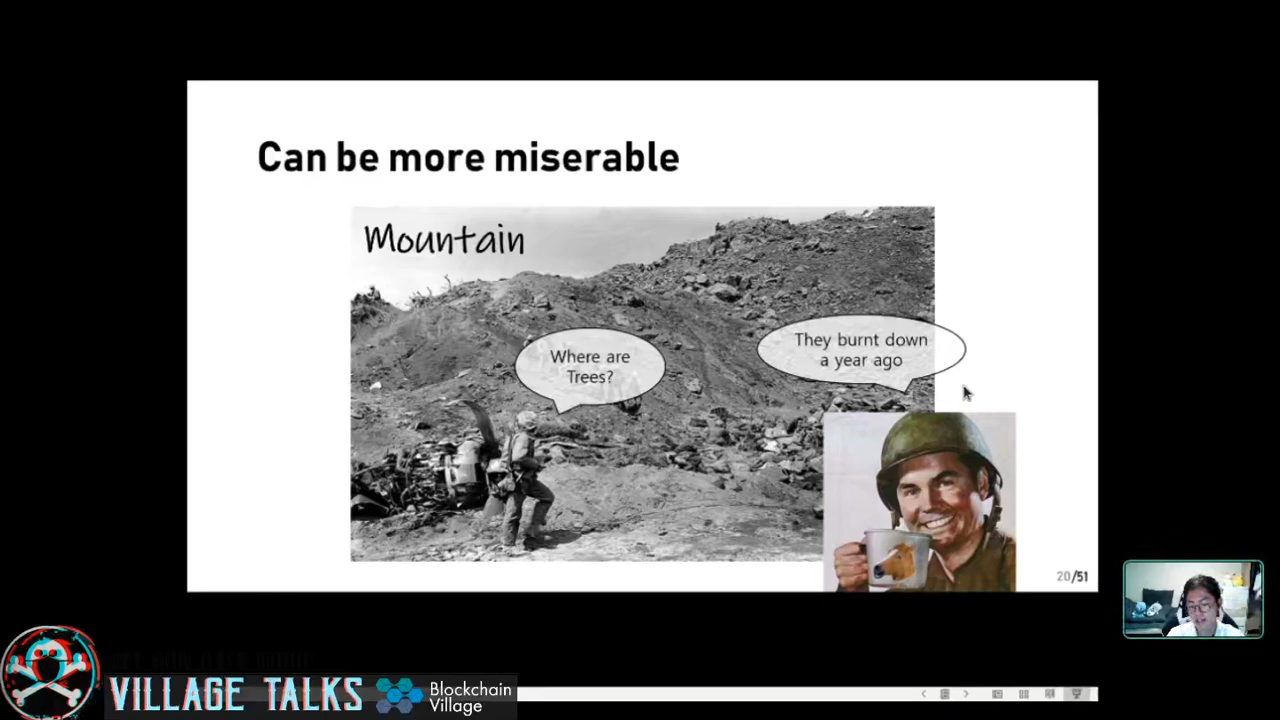 Can be more miserable
Mountain
Where are
Trees?
They burnt down
a year ago
20/51
VILLAGE TALKS
Blockchain
Village